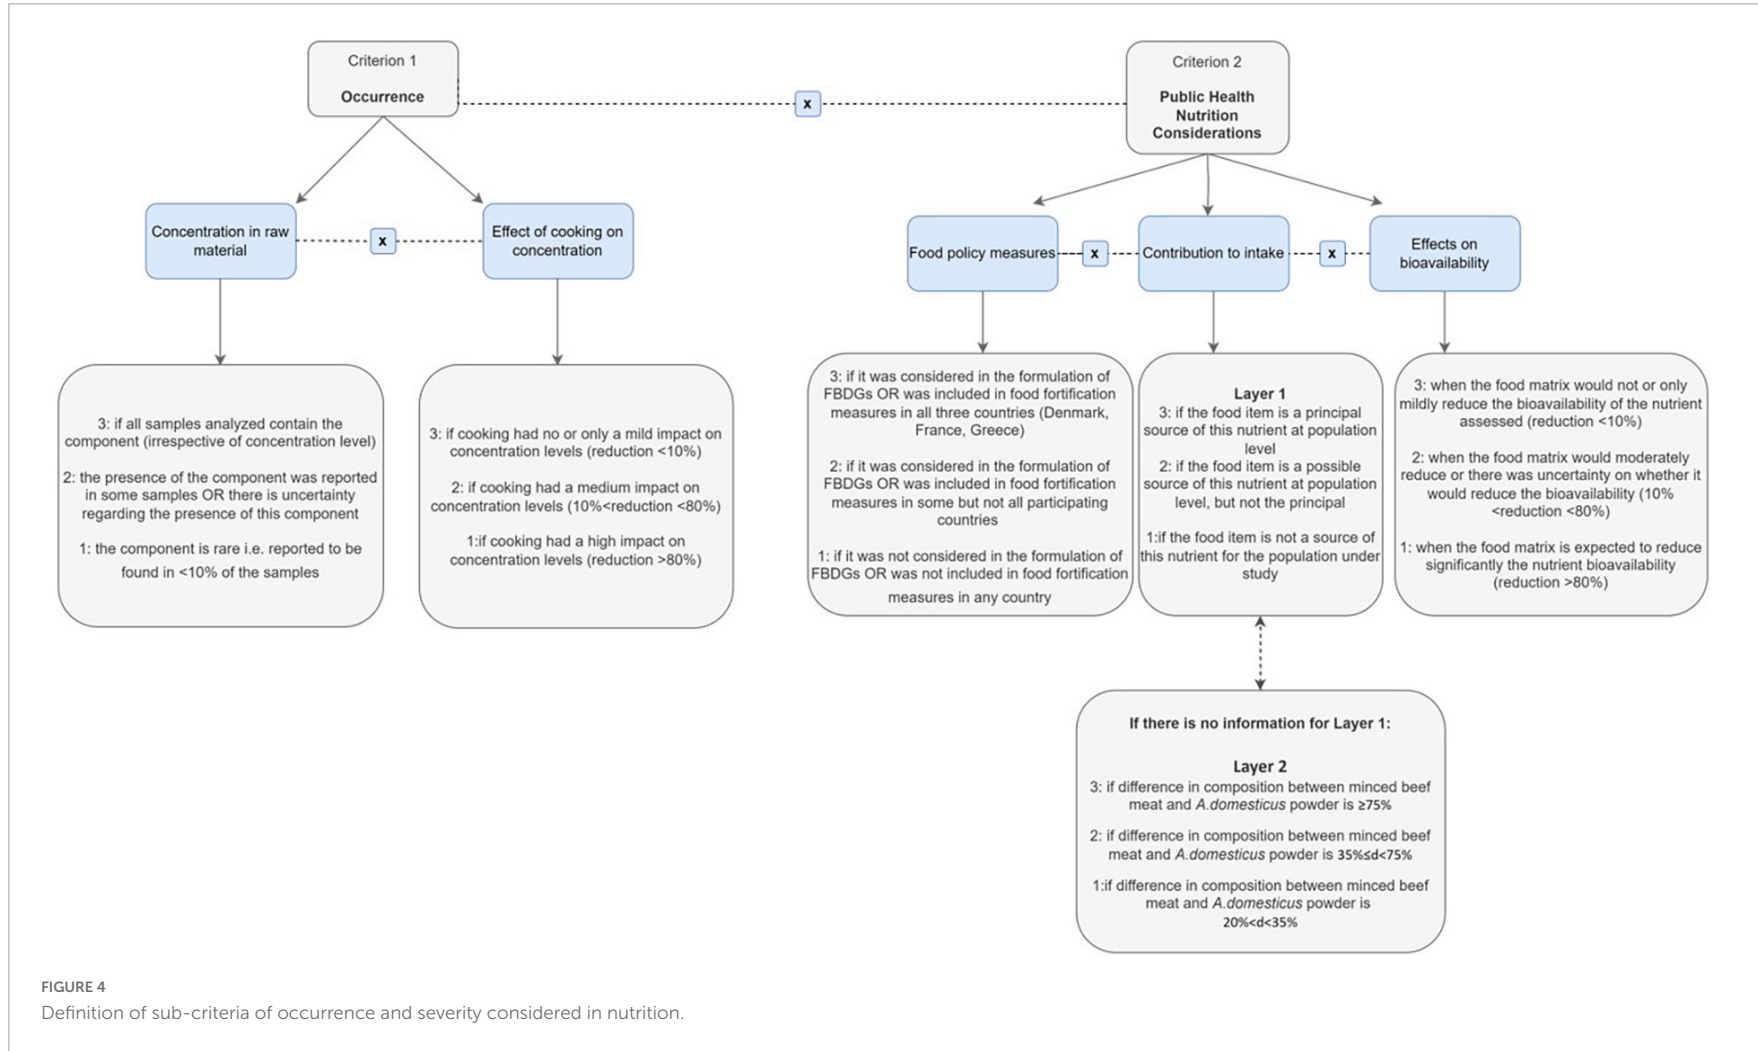 Criterion 1
Occurrence
x
Criterion 2
Public Health
Nutrition
Considerations
Concentration in raw
material
x
Effect of cooking on
concentration
Food policy measures
x
Contribution to intake
x
Effects on
bioavailability
3: if all samples analyzed contain the
component (irrespective of concentration level)
2: the presence of the component was reported
in some samples OR there is uncertainty
regarding the presence of this component
1: the component is rare i.e. reported to be
found in <10% of the samples
3: if cooking had no or only a mild impact on
concentration levels (reduction <10%)
2: if cooking had a medium impact on
concentration levels (10%<reduction <80%)
1:if cooking had a high impact on
concentration levels (reduction >80%)
3: if it was considered in the formulation of
FBDGs OR was included in food fortification
measures in all three countries (Denmark,
France, Greece)
2: if it was considered in the formulation of
FBDGs OR was included in food fortification
measures in some but not all participating
countries
1: if it was not considered in the formulation of
FBDGs OR was not included in food fortification
measures in any country
Layer 1
3: if the food item is a principal
source of this nutrient at population
level
2: if the food item is a possible
source of this nutrient at population
level, but not the principal
1:if the food item is not a source of
this nutrient for the population under
study
3: when the food matrix would not or only
mildly reduce the bioavailability of the nutrient
assessed (reduction <10%)
2: when the food matrix would moderately
reduce or there was uncertainty on whether it
would reduce the bioavailability (10%
<reduction <80%)
1: when the food matrix is expected to reduce
significantly the nutrient bioavailability
(reduction >80%)
If there is no information for Layer 1:
Layer 2
3: if difference in composition between minced beef
meat and A.domesticus powder is ≥75%
2: if difference in composition between minced beef
meat and A.domesticus powder is 35%≤d<75%
1:if difference in composition between minced beef
meat and A.domesticus powder is
20%<d<35%
FIGURE 4
Definition of sub-criteria of occurrence and severity considered in nutrition.